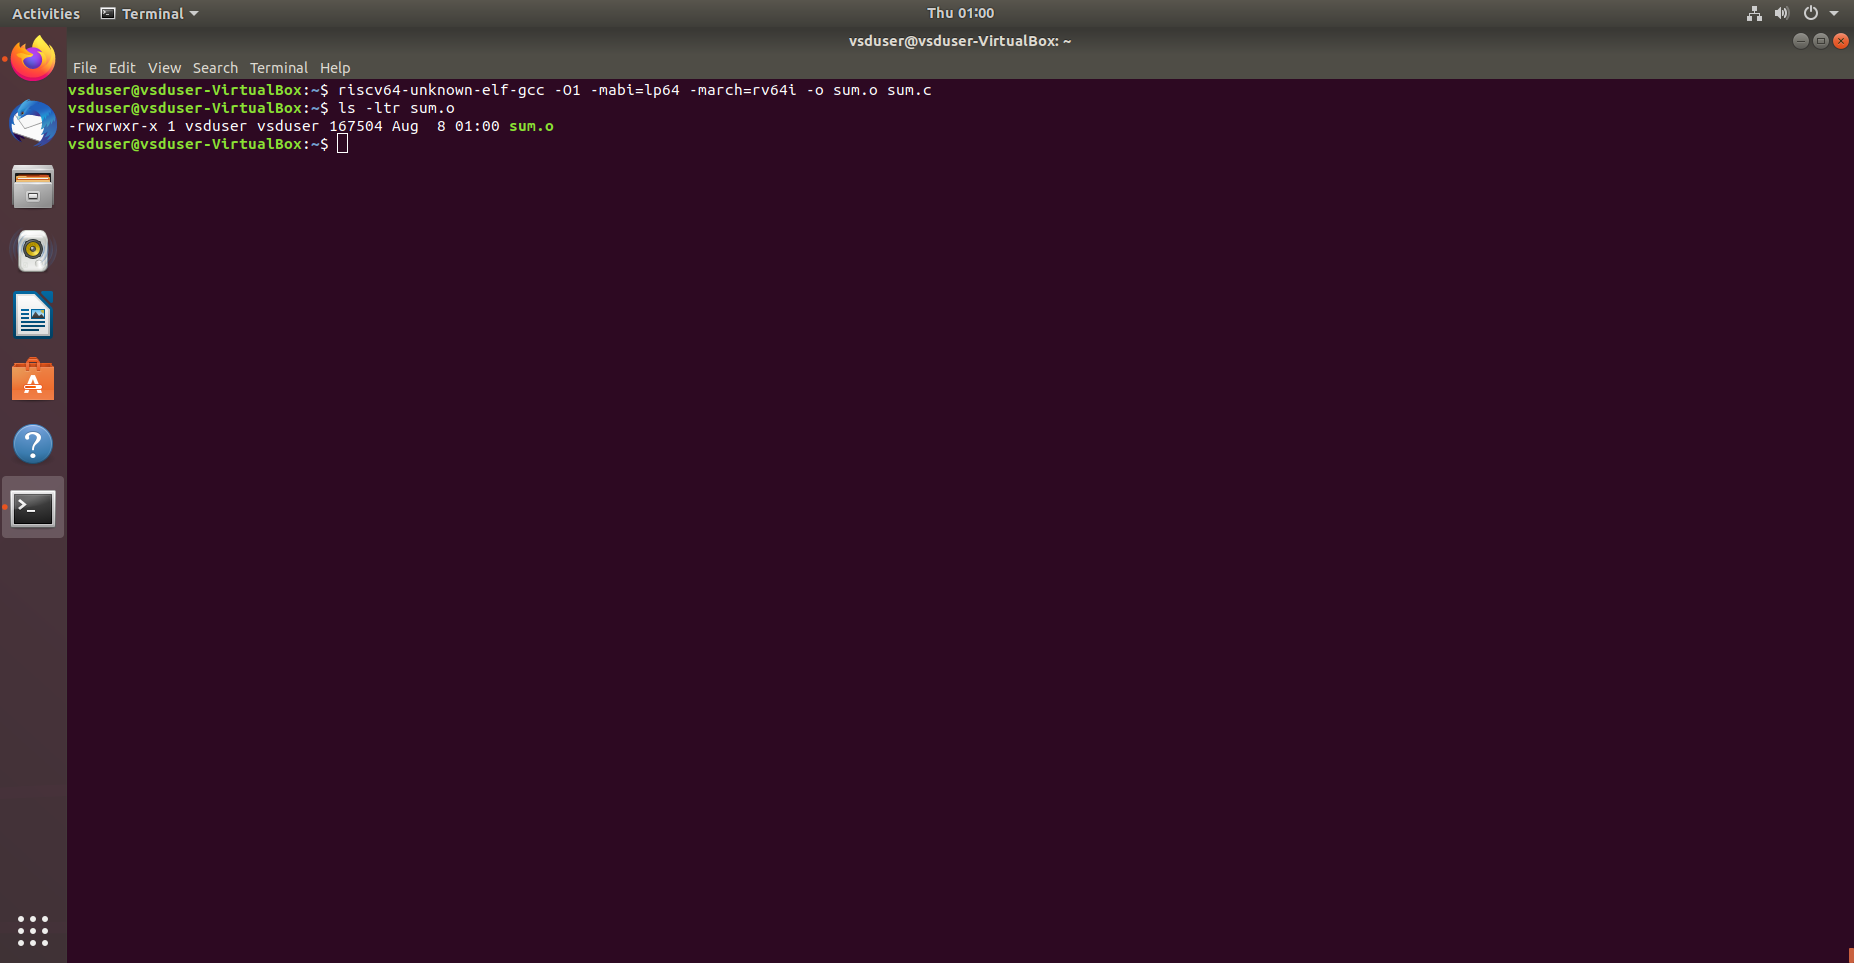 Activities Terminal Thu 01:00
vsduser@vsduser-VirtualBox: ~
File Edit View Search Terminal Help
vsduser@vsduser-VirtualBox:~$ riscv64-unknown-elf-gcc -O1 -mabi=lp64 -march=rv64i -o sum.o sum.c
vsduser@vsduser-VirtualBox:~$ ls -ltr sum.o
-rwxrwxr-x 1 vsduser vsduser 167504 Aug  8 01:00 sum.o
vsduser@vsduser-VirtualBox:~$